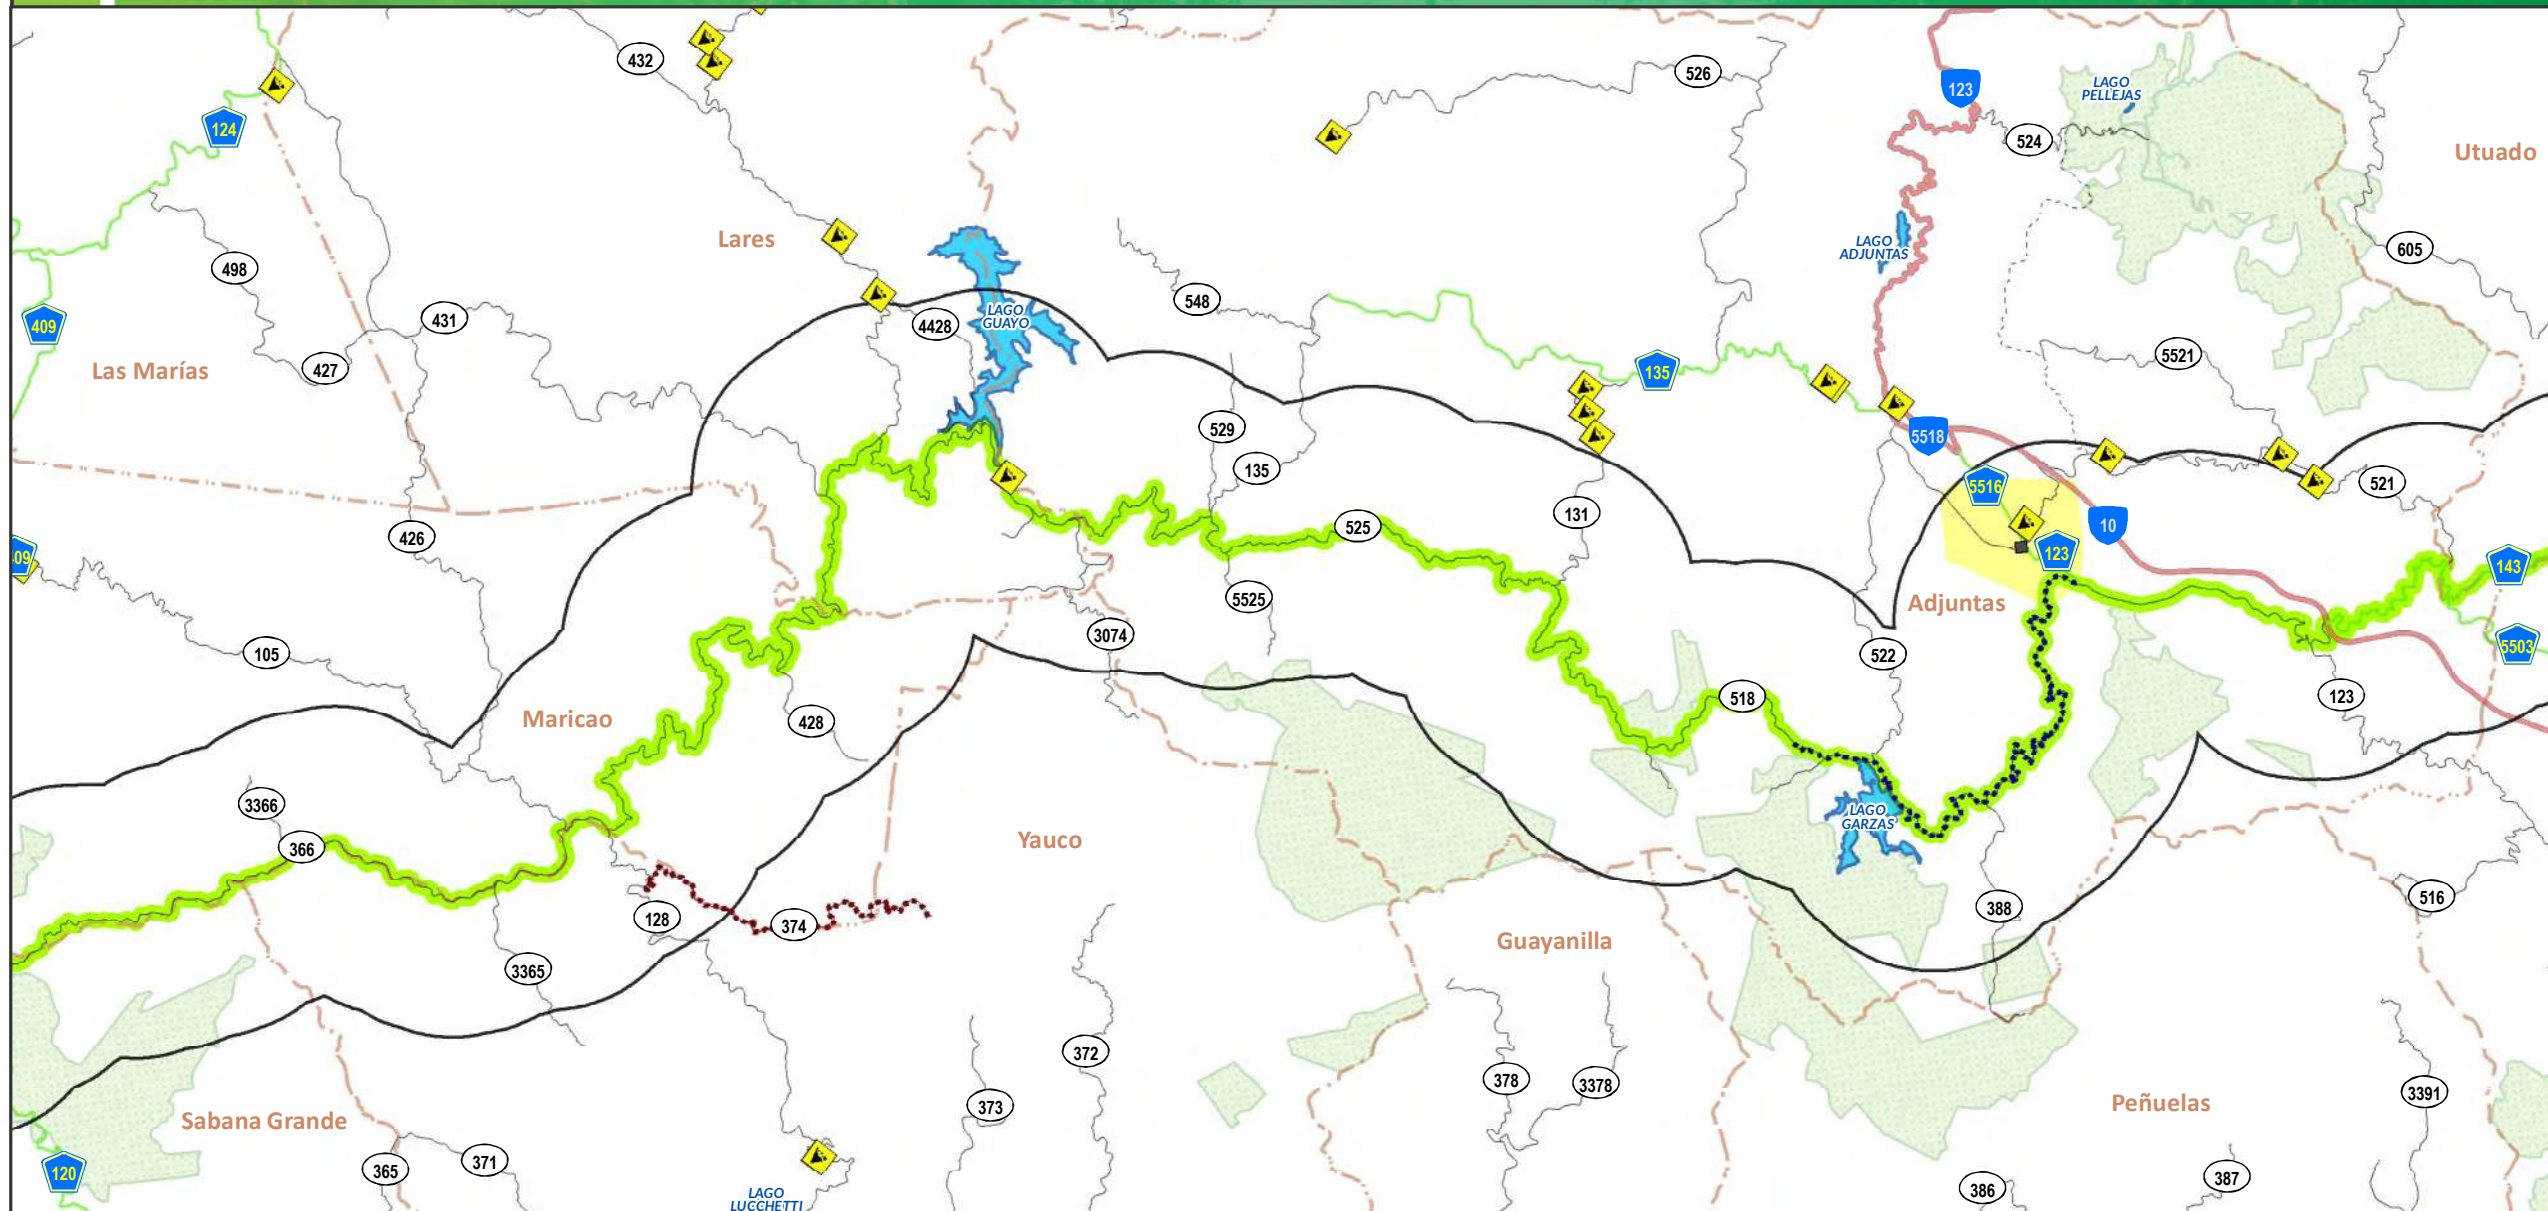 432
526
123
LAGO
PELLEJAS
124
524
Utuado
Lares
LAGO
ADJUNTAS
605
498
548
431
LAGO
GUAYO
4428
409
5521
427
Las Marías
135
529
5518
135
521
5516
131
525
10
426
09
123
143
5525
Adjuntas
3074
5503
105
522
518
123
Maricao
428
3366
LAGO
GARZAS
366
Yauco
516
388
128
374
Guayanilla
3365
372
378
3378
3391
373
Peñuelas
Sabana Grande
371
365
120
387
386
LAGO
LUCCHETTI